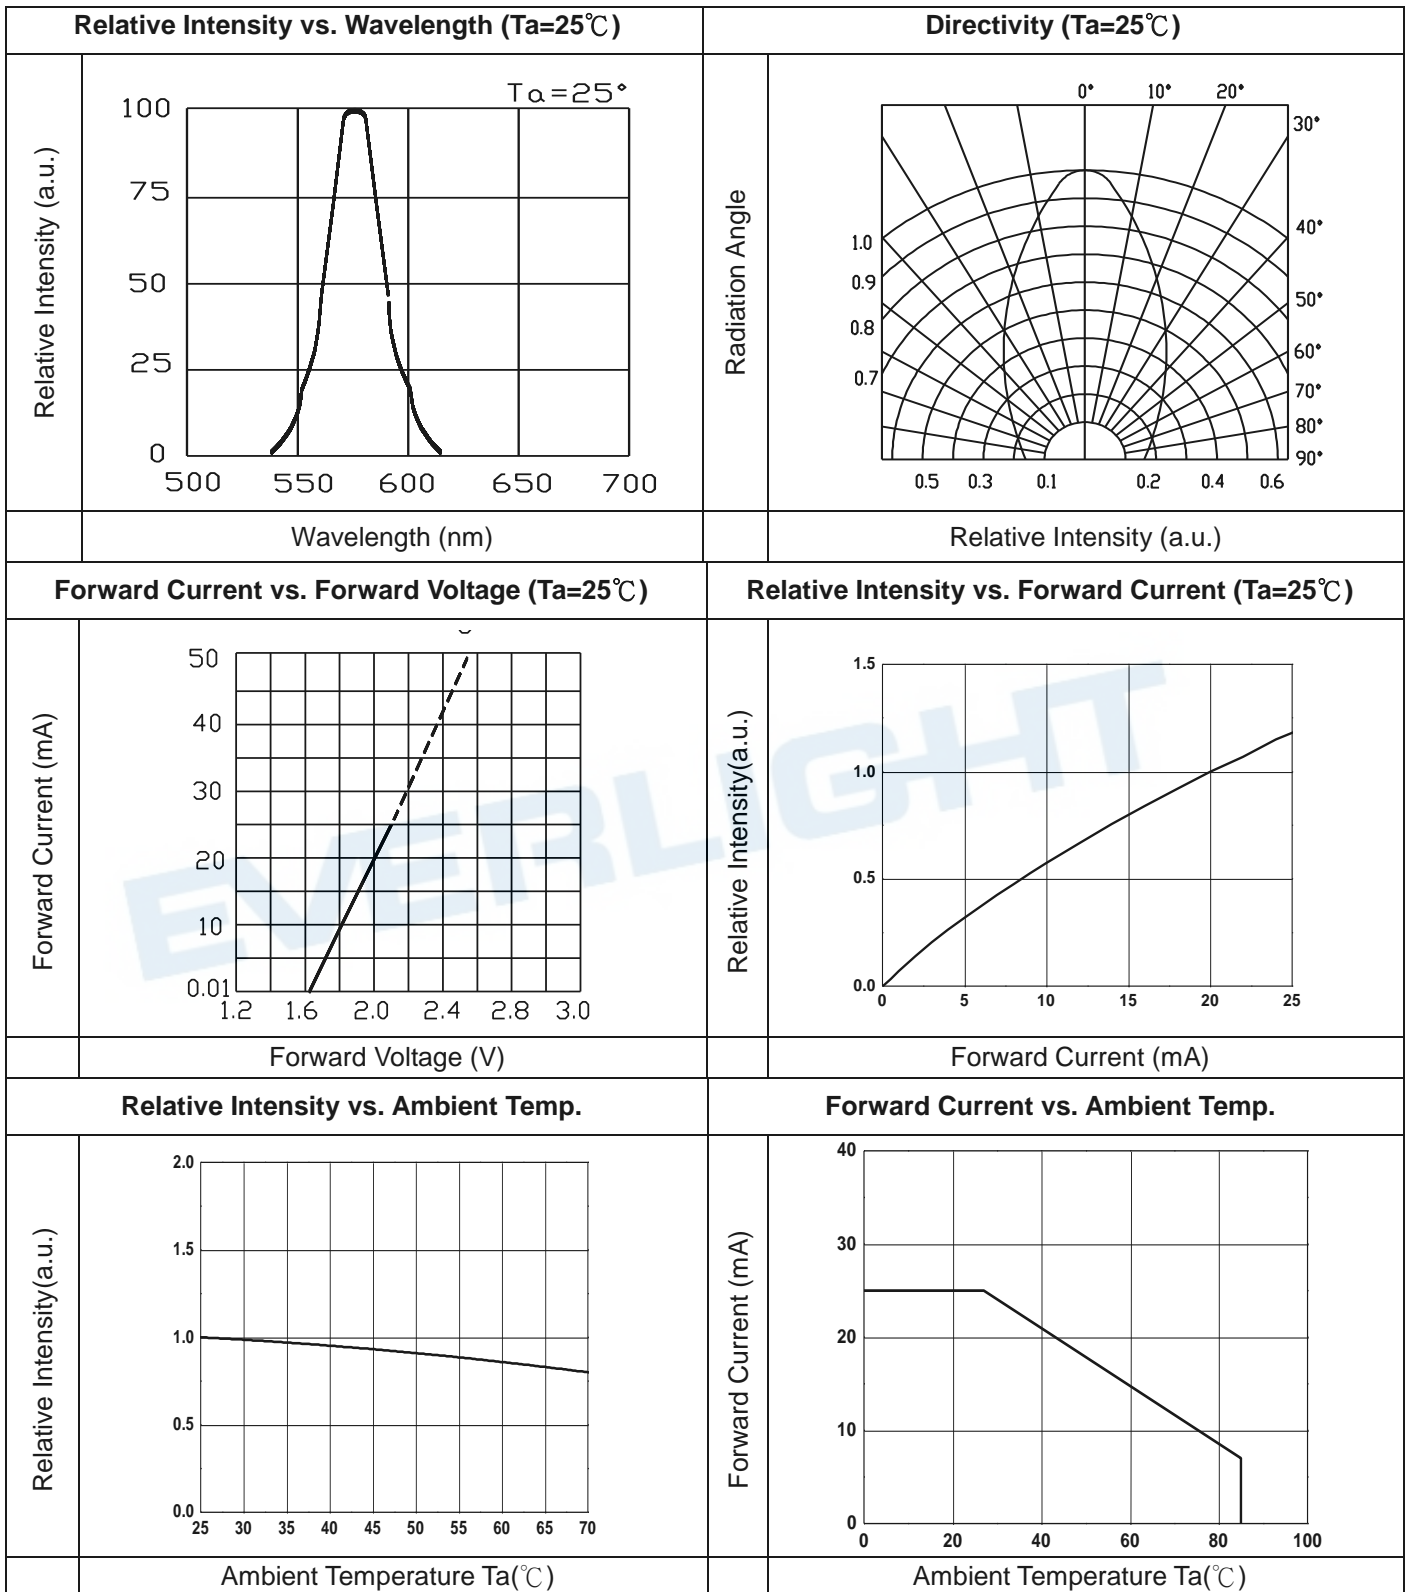 Relative Intensity vs. Wavelength (Ta=25℃)
Directivity (Ta=25℃)
Relative Intensity (a.u.)
Ta=25°
100
75
50
25
0
500 550 600 650 700
Wavelength (nm)
Radiation Angle
0° 10° 20°
30°
40°
50°
60°
70°
80°
90°
1.0
0.9
0.8
0.7
0.5 0.3 0.1 0.2 0.4 0.6
Relative Intensity (a.u.)
Forward Current vs. Forward Voltage (Ta=25℃)
Relative Intensity vs. Forward Current (Ta=25℃)
Forward Current (mA)
50
40
30
20
10
0.01
1.2 1.6 2.0 2.4 2.8 3.0
Forward Voltage (V)
Relative Intensity(a.u.)
1.5
1.0
0.5
0.0
0 5 10 15 20 25
Forward Current (mA)
EVERLIGHT
Relative Intensity vs. Ambient Temp.
Forward Current vs. Ambient Temp.
Relative Intensity(a.u.)
2.0
1.5
1.0
0.5
0.0
25 30 35 40 45 50 55 60 65 70
Ambient Temperature Ta(℃)
Forward Current (mA)
40
30
20
10
0
0 20 40 60 80 100
Ambient Temperature Ta(℃)